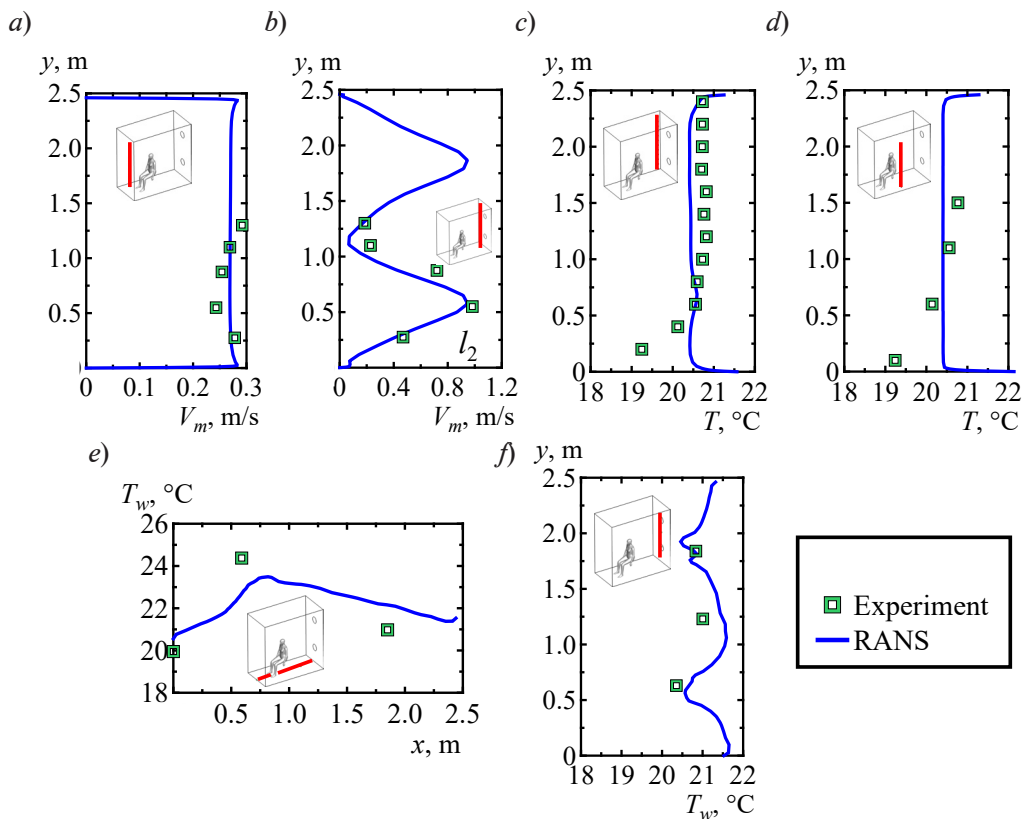 a)
y, m
2.5
2.0
1.5
1.0
0.5
0
0.1
0.2
0.3
V_m, m/s
b)
y, m
2.5
2.0
1.5
1.0
0.5
0
0
0.4
0.8
1.2
l_2
V_m, m/s
c)
y, m
2.5
2.0
1.5
1.0
0.5
0
18
19
20
21
22
T, °C
d)
y, m
2.5
2.0
1.5
1.0
0.5
0
18
19
20
21
22
T, °C
e)
T_w, °C
26
24
22
20
18
0.5
1.0
1.5
2.0
2.5
x, m
f)
y, m
2.5
2.0
1.5
1.0
0.5
0
18
19
20
21
22
T_w, °C
Experiment
RANS